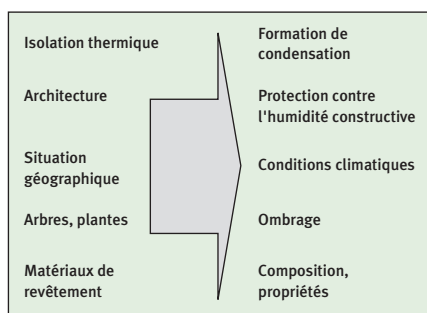 Isolation thermique
Formation de
condensation
Architecture
Protection contre
l'humidité constructive
Situation
géographique
Conditions climatiques
Arbres, plantes
Ombrage
Matériaux de
revêtement
Composition,
propriétés